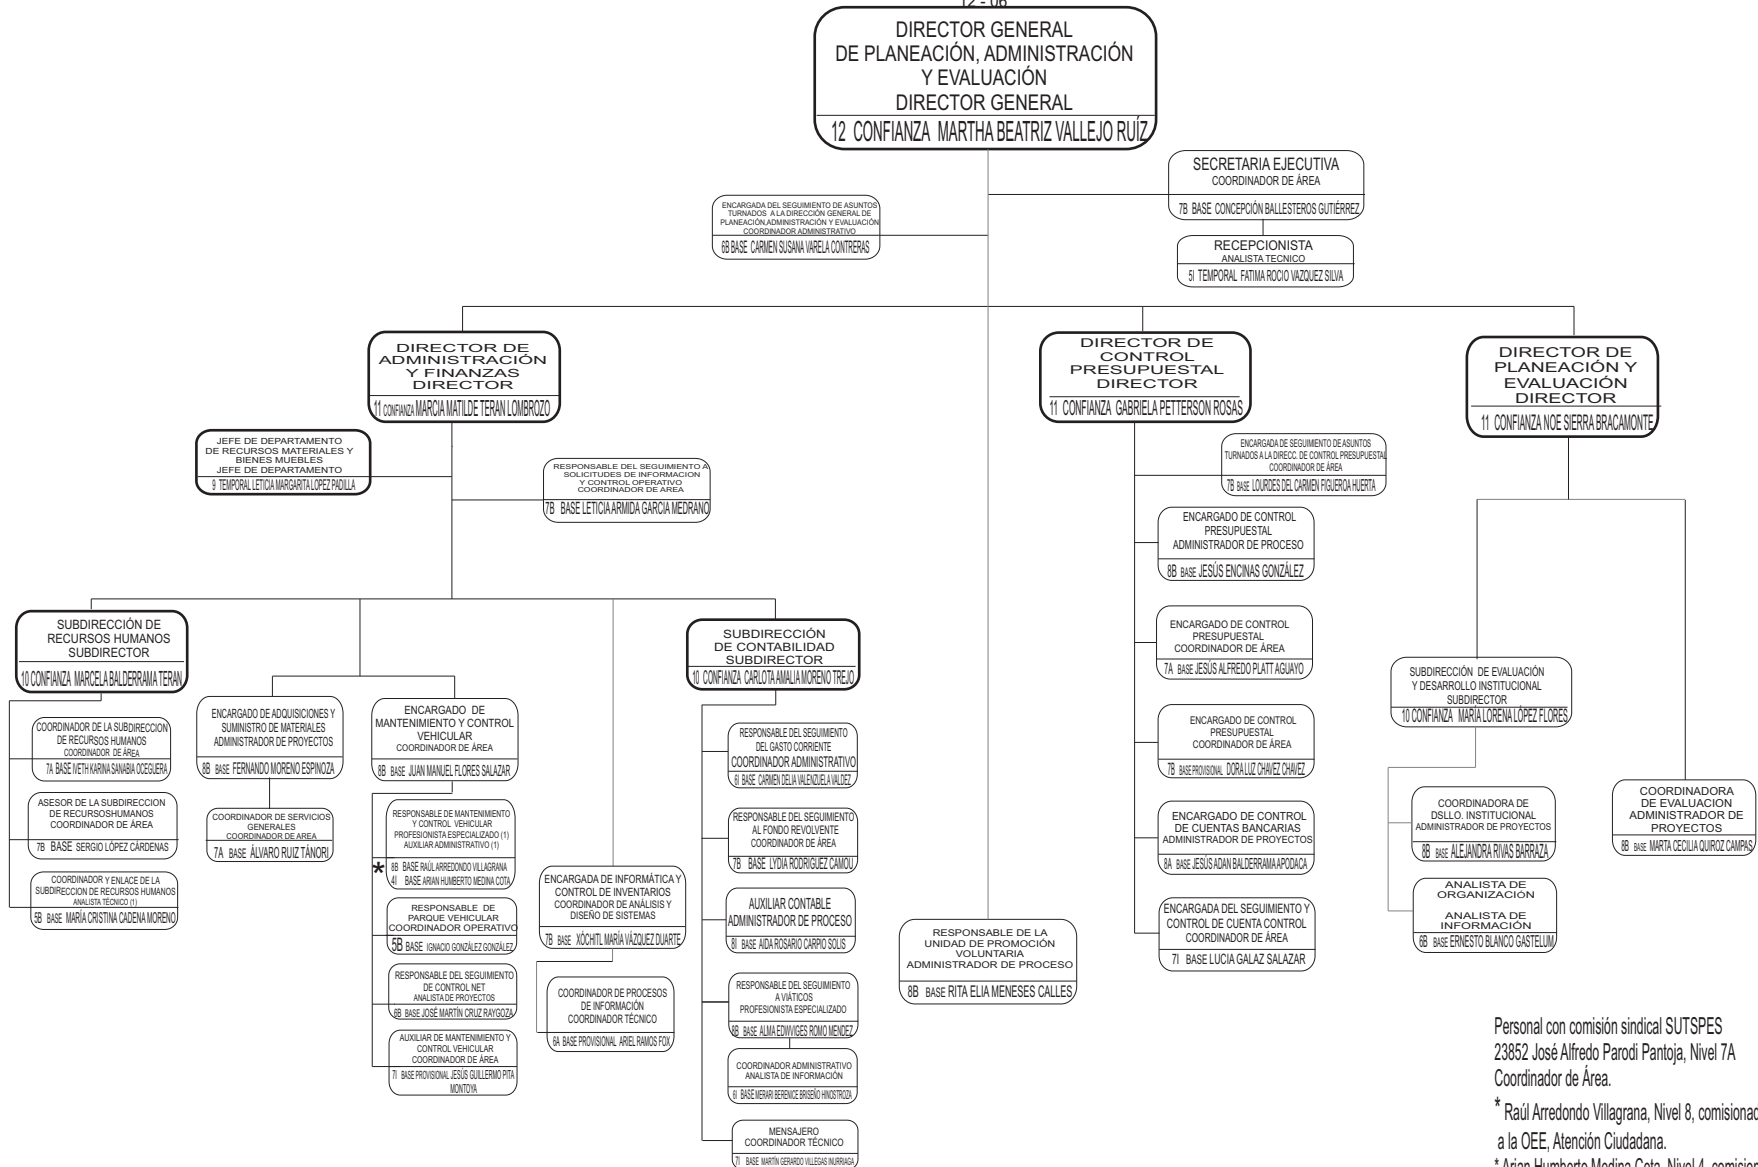 12 - 06
DIRECTOR GENERAL
DE PLANEACIÓN, ADMINISTRACIÓN
Y EVALUACIÓN
DIRECTOR GENERAL
12 CONFIANZA MARTHA BEATRIZ VALLEJO RUÍZ
SECRETARIA EJECUTIVA
COORDINADOR DE ÁREA
7B BASE CONCEPCIÓN BALLESTEROS GUTIÉRREZ
ENCARGADA DEL SEGUIMIENTO DE ASUNTOS
TURNADOS A LA DIRECCIÓN GENERAL DE
PLANEACIÓN,ADMINISTRACIÓN Y EVALUACIÓN
COORDINADOR ADMINISTRATIVO
6B BASE CARMEN SUSANA VARELA CONTRERAS
RECEPCIONISTA
ANALISTA TECNICO
5I TEMPORAL FATIMA ROCIO VAZQUEZ SILVA
DIRECTOR DE
ADMINISTRACIÓN
Y FINANZAS
DIRECTOR
11 CONFIANZA MARCIA MATILDE TERAN LOMBROZO
DIRECTOR DE
CONTROL
PRESUPUESTAL
DIRECTOR
11 CONFIANZA GABRIELA PETTERSON ROSAS
DIRECTOR DE
PLANEACIÓN Y
EVALUACIÓN
DIRECTOR
11 CONFIANZA NOE SIERRA BRACAMONTE
JEFE DE DEPARTAMENTO
DE RECURSOS MATERIALES Y
BIENES MUEBLES
JEFE DE DEPARTAMENTO
9 TEMPORAL LETICIA MARGARITA LOPEZ PADILLA
RESPONSABLE DEL SEGUIMIENTO A
SOLICITUDES DE INFORMACION
Y CONTROL OPERATIVO
COORDINADOR DE AREA
7B BASE LETICIA ARMIDA GARCIA MEDRANO
ENCARGADA DE SEGUIMIENTO DE ASUNTOS
TURNADOS A LA DIRECC. DE CONTROL PRESUPUESTAL
COORDINADOR DE ÁREA
7B BASE LOURDES DEL CARMEN FIGUEROA HUERTA
ENCARGADO DE CONTROL
PRESUPUESTAL
ADMINISTRADOR DE PROCESO
8B BASE JESÚS ENCINAS GONZÁLEZ
ENCARGADO DE CONTROL
PRESUPUESTAL
COORDINADOR DE ÁREA
7A BASE JESÚS ALFREDO PLATT AGUAYO
ENCARGADO DE CONTROL
PRESUPUESTAL
COORDINADOR DE ÁREA
7B BASE PROVISIONAL DORA LUZ CHAVEZ CHAVEZ
ENCARGADO DE CONTROL
DE CUENTAS BANCARIAS
ADMINISTRADOR DE PROYECTOS
8A BASE JESÚS ADAN BALDERRAMA APODACA
ENCARGADA DEL SEGUIMIENTO Y
CONTROL DE CUENTA CONTROL
COORDINADOR DE ÁREA
7I BASE LUCIA GALAZ SALAZAR
SUBDIRECCIÓN DE
RECURSOS HUMANOS
SUBDIRECTOR
10 CONFIANZA MARCELA BALDERRAMA TERAN
COORDINADOR DE LA SUBDIRECCION
DE RECURSOS HUMANOS
COORDINADOR DE ÁREA
7A BASE IVETH KARINA SANABIA OCEGUERA
ASESOR DE LA SUBDIRECCION
DE RECURSOSHUMANOS
COORDINADOR DE ÁREA
7B BASE SERGIO LÓPEZ CÁRDENAS
COORDINADOR Y ENLACE DE LA
SUBDIRECCION DE RECURSOS HUMANOS
ANALISTA TÉCNICO (1)
5B BASE MARÍA CRISTINA CADENA MORENO
ENCARGADO DE ADQUISICIONES Y
SUMINISTRO DE MATERIALES
ADMINISTRADOR DE PROYECTOS
8B BASE FERNANDO MORENO ESPINOZA
COORDINADOR DE SERVICIOS
GENERALES
COORDINADOR DE AREA
7A BASE ÁLVARO RUIZ TÁNORI
ENCARGADO DE
MANTENIMIENTO Y CONTROL
VEHICULAR
COORDINADOR DE ÁREA
8B BASE JUAN MANUEL FLORES SALAZAR
RESPONSABLE DE MANTENIMIENTO
Y CONTROL VEHICULAR
PROFESIONISTA ESPECIALIZADO (1)
AUXILIAR ADMINISTRATIVO (1)
* 8B BASE RAÚL ARREDONDO VILLAGRANA
4I BASE ARIAN HUMBERTO MEDINA COTA
RESPONSABLE DE
PARQUE VEHICULAR
COORDINADOR OPERATIVO
5B BASE IGNACIO GONZÁLEZ GONZÁLEZ
RESPONSABLE DEL SEGUIMIENTO
DE CONTROL NET
ANALISTA DE PROYECTOS
6B BASE JOSÉ MARTÍN CRUZ RAYGOZA
AUXILIAR DE MANTENIMIENTO Y
CONTROL VEHICULAR
COORDINADOR DE ÁREA
7I BASE PROVISIONAL JESÚS GUILLERMO PITA
MONTOYA
ENCARGADA DE INFORMÁTICA Y
CONTROL DE INVENTARIOS
COORDINADOR DE ANÁLISIS Y
DISEÑO DE SISTEMAS
7B BASE XÓCHITL MARÍA VÁZQUEZ DUARTE
COORDINADOR DE PROCESOS
DE INFORMACIÓN
COORDINADOR TÉCNICO
6A BASE PROVISIONAL ARIEL RAMOS FOX
SUBDIRECCIÓN
DE CONTABILIDAD
SUBDIRECTOR
10 CONFIANZA CARLOTA AMALIA MORENO TREJO
RESPONSABLE DEL SEGUIMIENTO
DEL GASTO CORRIENTE
COORDINADOR ADMINISTRATIVO
6I BASE CARMEN DELIA VALENZUELA VALDEZ
RESPONSABLE DEL SEGUIMIENTO
AL FONDO REVOLVENTE
COORDINADOR DE ÁREA
7B BASE LYDIA RODRIGUEZ CAMOU
AUXILIAR CONTABLE
ADMINISTRADOR DE PROCESO
8I BASE AIDA ROSARIO CARPIO SOLIS
RESPONSABLE DEL SEGUIMIENTO
A VIÁTICOS
PROFESIONISTA ESPECIALIZADO
8B BASE ALMA EDWVIGES ROMO MENDEZ
COORDINADOR ADMINISTRATIVO
ANALISTA DE INFORMACIÓN
6I BASE MERARI BERENICE BRISEÑO HINOSTROZA
MENSAJERO
COORDINADOR TÉCNICO
7I BASE MARTÍN GERARDO VILLEGAS INURRIAGA
RESPONSABLE DE LA
UNIDAD DE PROMOCIÓN
VOLUNTARIA
ADMINISTRADOR DE PROCESO
8B BASE RITA ELIA MENESES CALLES
SUBDIRECCIÓN DE EVALUACIÓN
Y DESARROLLO INSTITUCIONAL
SUBDIRECTOR
10 CONFIANZA MARÍA LORENA LÓPEZ FLORES
COORDINADORA DE
DSLLO. INSTITUCIONAL
ADMINISTRADOR DE PROYECTOS
8B BASE ALEJANDRA RIVAS BARRAZA
ANALISTA DE
ORGANIZACIÓN
ANALISTA DE
INFORMACIÓN
6B BASE ERNESTO BLANCO GASTELUM
COORDINADORA
DE EVALUACION
ADMINISTRADOR DE
PROYECTOS
8B BASE MARTA CECILIA QUIROZ CAMPAS
Personal con comisión sindical SUTSPES
23852 José Alfredo Parodi Pantoja, Nivel 7A
Coordinador de Área.
* Raúl Arredondo Villagrana, Nivel 8, comisionad
a la OEE, Atención Ciudadana.
* Arian Humberto Medina Cota, Nivel 4, comision